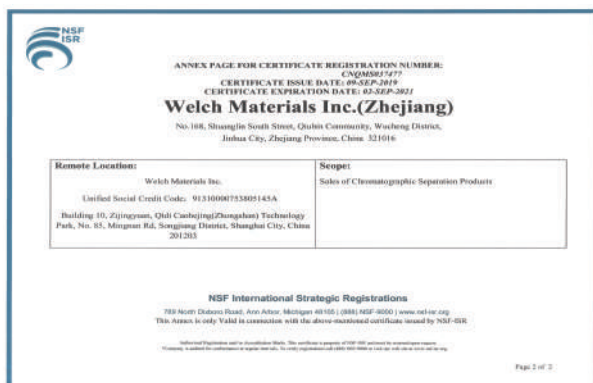 NSF
ISR
ANNEX PAGE FOR CERTIFICATE REGISTRATION NUMBER:
CNQMS037477
CERTIFICATE ISSUE DATE: 09-SEP-2019
CERTIFICATE EXPIRATION DATE: 03-SEP-2021
Welch Materials Inc.(Zhejiang)
No.168, Shuanglin South Street, Qiubin Community, Wucheng District,
Jinhua City, Zhejiang Province, China 321016
Remote Location:
Welch Materials Inc.
Unified Social Credit Code: 91310000753805145A
Building 10, Zijingyuan, Qidi Caohejing(Zhongshan) Technology
Park, No. 85, Mingnan Rd, Songjiang District, Shanghai City, China
201203
Scope:
Sales of Chromatographic Separation Products
NSF International Strategic Registrations
789 North Dixboro Road, Ann Arbor, Michigan 48105 | (888) NSF-9000 | www.nsf-isr.org
This Annex is only Valid in connection with the above-mentioned certificate issued by NSF-ISR
Page 2 of 2